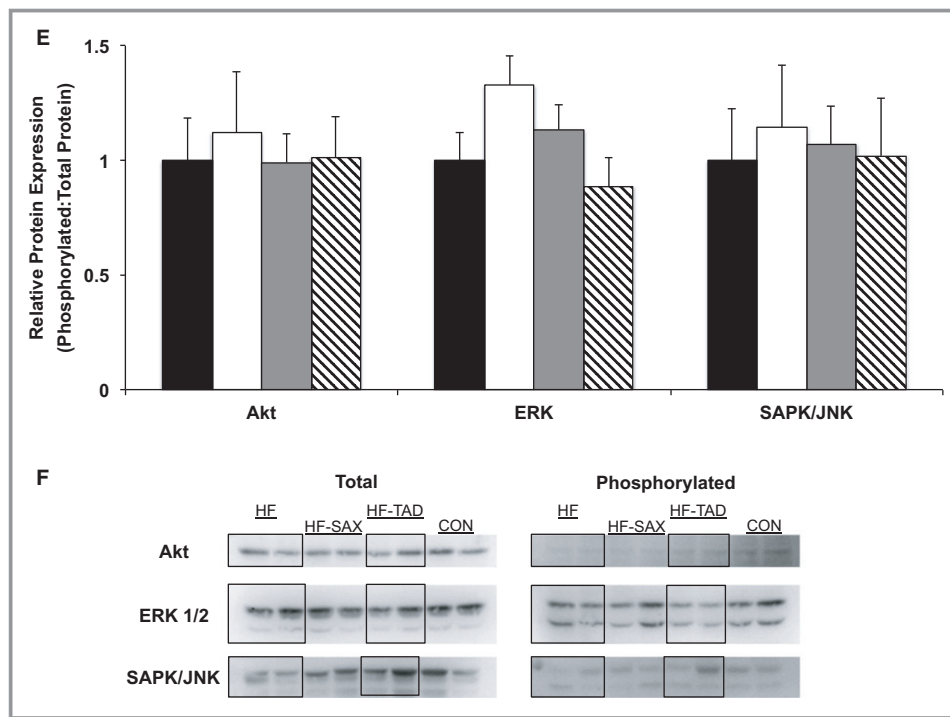 E
Relative Protein Expression
(Phosphorylated:Total Protein)
1.5
1
0.5
0
Akt
ERK
SAPK/JNK
F
Total
Phosphorylated
HF
HF-SAX
HF-TAD
CON
HF
HF-SAX
HF-TAD
CON
Akt
ERK 1/2
SAPK/JNK